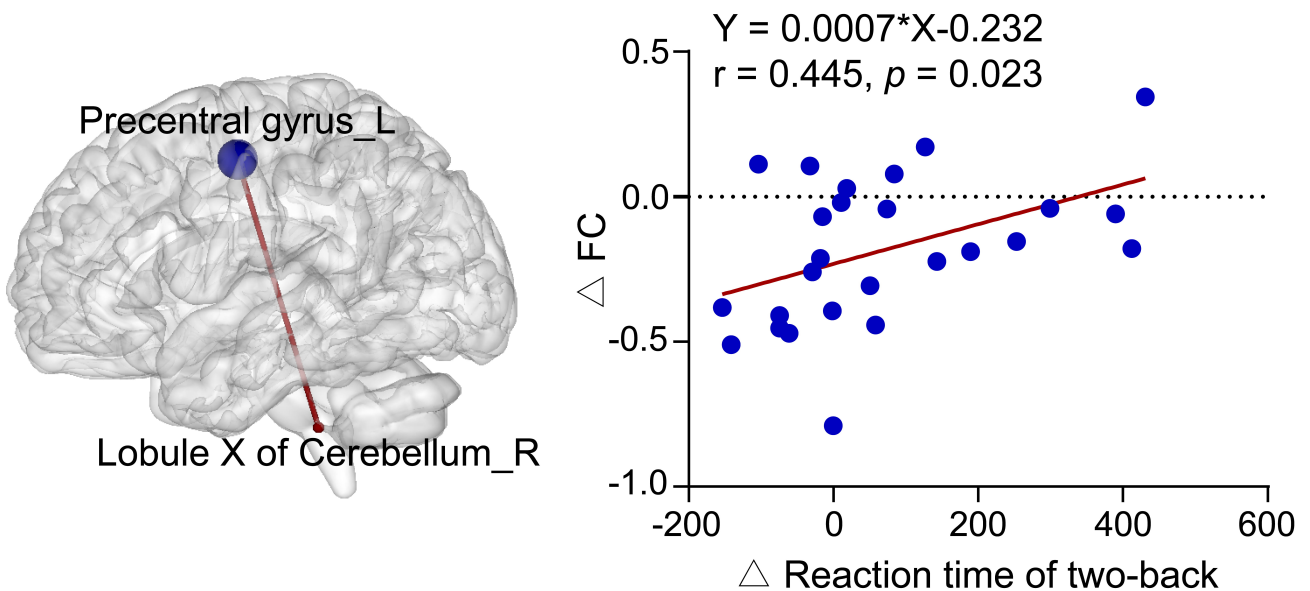 Precentral gyrus_L
Lobule X of Cerebellum_R
Y = 0.0007*X-0.232
r = 0.445, p = 0.023
0.5
0.0
-0.5
-1.0
△ FC
-200 0 200 400 600
△ Reaction time of two-back